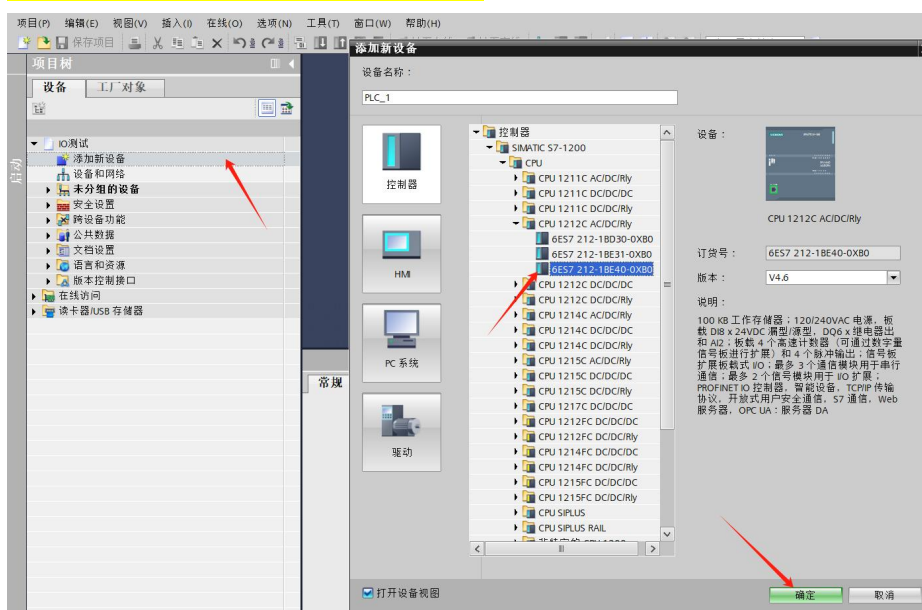 项目(P) 编辑(E) 视图(V) 插入(I) 在线(O) 选项(N) 工具(T) 窗口(W) 帮助(H)
保存项目
项目树
设备 工厂对象
启动
IO测试
添加新设备
设备和网络
未分组的设备
安全设置
跨设备功能
公共数据
文档设置
语言和资源
版本控制接口
在线访问
读卡器/USB 存储器
常规
添加新设备
设备名称：
PLC_1
控制器
HMI
PC 系统
驱动
控制器
SIMATIC S7-1200
CPU
CPU 1211C AC/DC/Rly
CPU 1211C DC/DC/DC
CPU 1211C DC/DC/Rly
CPU 1212C AC/DC/Rly
6ES7 212-1BD30-0XB0
6ES7 212-1BE31-0XB0
6ES7 212-1BE40-0XB0
CPU 1212C DC/DC/DC
CPU 1212C DC/DC/Rly
CPU 1214C AC/DC/Rly
CPU 1214C DC/DC/DC
CPU 1214C DC/DC/Rly
CPU 1215C AC/DC/Rly
CPU 1215C DC/DC/DC
CPU 1215C DC/DC/Rly
CPU 1217C DC/DC/DC
CPU 1212FC DC/DC/DC
CPU 1212FC DC/DC/Rly
CPU 1214FC DC/DC/DC
CPU 1214FC DC/DC/Rly
CPU 1215FC DC/DC/DC
CPU 1215FC DC/DC/Rly
CPU SIPLUS
CPU SIPLUS RAIL
设备：
CPU 1212C AC/DC/Rly
订货号： 6ES7 212-1BE40-0XB0
版本： V4.6
说明：
100 KB 工作存储器；120/240VAC 电源，板
载 DI8 x 24VDC 漏型/源型，DQ6 x 继电器出
和 AI2；板载 4 个高速计数器（可通过数字量
信号板进行扩展）和 4 个脉冲输出；信号板
扩展板载式 I/O；最多 3 个通信模块用于串行
通信；最多 2 个信号模块用于 I/O 扩展；
PROFINET IO 控制器，智能设备，TCP/IP 传输
协议，开放式用户安全通信，S7 通信，Web
服务器，OPC UA：服务器 DA
打开设备视图
确定 取消